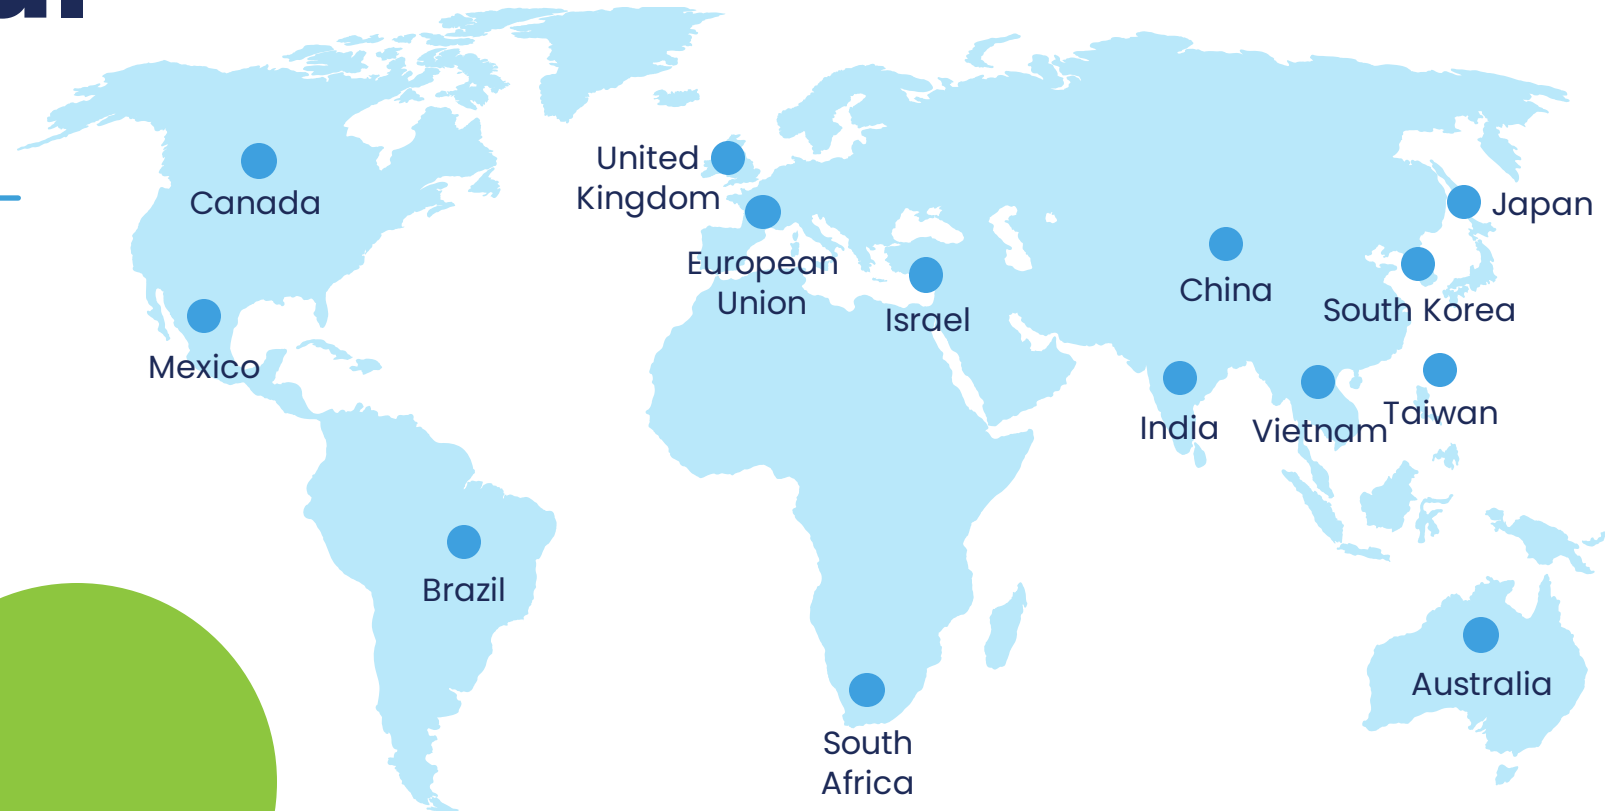 United
Kingdom
Canada
Japan
European
Union
China
Israel
South Korea
Mexico
Taiwan
India
Vietnam
Brazil
Australia
South
Africa